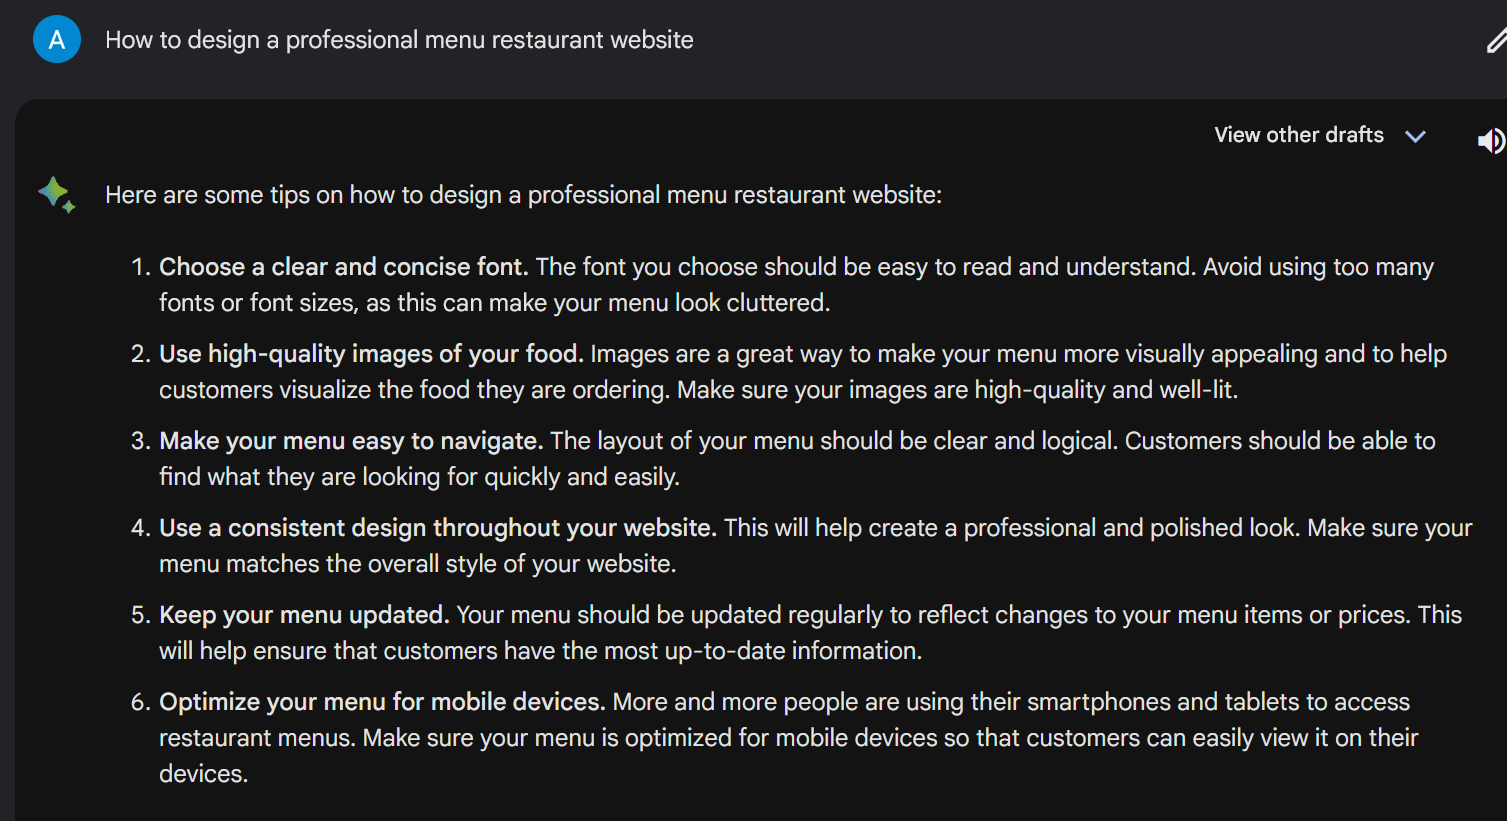 A
How to design a professional menu restaurant website
View other drafts
Here are some tips on how to design a professional menu restaurant website:
1. Choose a clear and concise font. The font you choose should be easy to read and understand. Avoid using too many
fonts or font sizes, as this can make your menu look cluttered.
2. Use high-quality images of your food. Images are a great way to make your menu more visually appealing and to help
customers visualize the food they are ordering. Make sure your images are high-quality and well-lit.
3. Make your menu easy to navigate. The layout of your menu should be clear and logical. Customers should be able to
find what they are looking for quickly and easily.
4. Use a consistent design throughout your website. This will help create a professional and polished look. Make sure your
menu matches the overall style of your website.
5. Keep your menu updated. Your menu should be updated regularly to reflect changes to your menu items or prices. This
will help ensure that customers have the most up-to-date information.
6. Optimize your menu for mobile devices. More and more people are using their smartphones and tablets to access
restaurant menus. Make sure your menu is optimized for mobile devices so that customers can easily view it on their
devices.